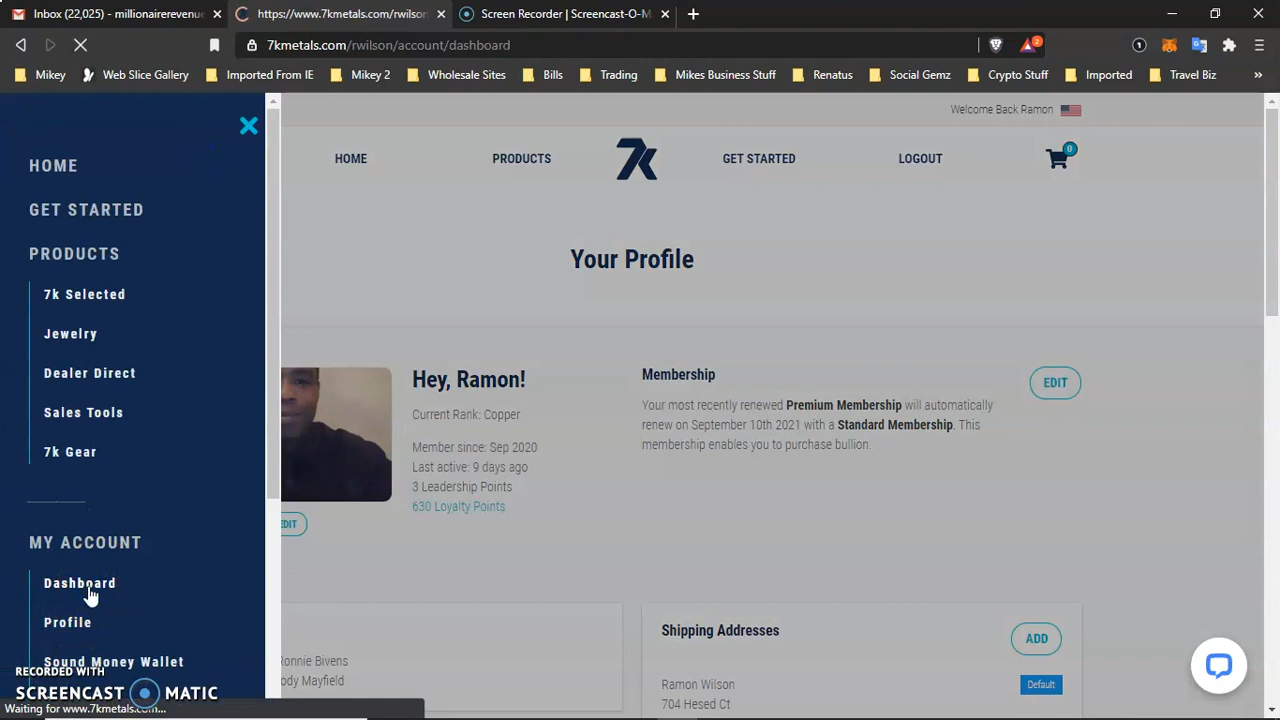 Inbox (22,025) - millionairerevenue
https://www.7kmetals.com/rwilson
Screen Recorder | Screencast-O-M
7kmetals.com/rwilson/account/dashboard
2
1
Mikey
Web Slice Gallery
Imported From IE
Mikey 2
Wholesale Sites
Bills
Trading
Mikes Business Stuff
Renatus
Social Gemz
Crypto Stuff
Imported
Travel Biz
»
Welcome Back Ramon
HOME
PRODUCTS
7k
GET STARTED
LOGOUT
0
HOME
GET STARTED
PRODUCTS
7k Selected
Jewelry
Dealer Direct
Sales Tools
7k Gear
MY ACCOUNT
Dashboard
Profile
Sound Money Wallet
Your Profile
Hey, Ramon!
Current Rank: Copper
Member since: Sep 2020
Last active: 9 days ago
3 Leadership Points
630 Loyalty Points
EDIT
Membership
EDIT
Your most recently renewed Premium Membership will automatically
renew on September 10th 2021 with a Standard Membership. This
membership enables you to purchase bullion.
Ronnie Bivens
ody Mayfield
Shipping Addresses
ADD
Ramon Wilson
Default
704 Hesed Ct
RECORDED WITH
SCREENCAST MATIC
Waiting for www.7kmetals.com...